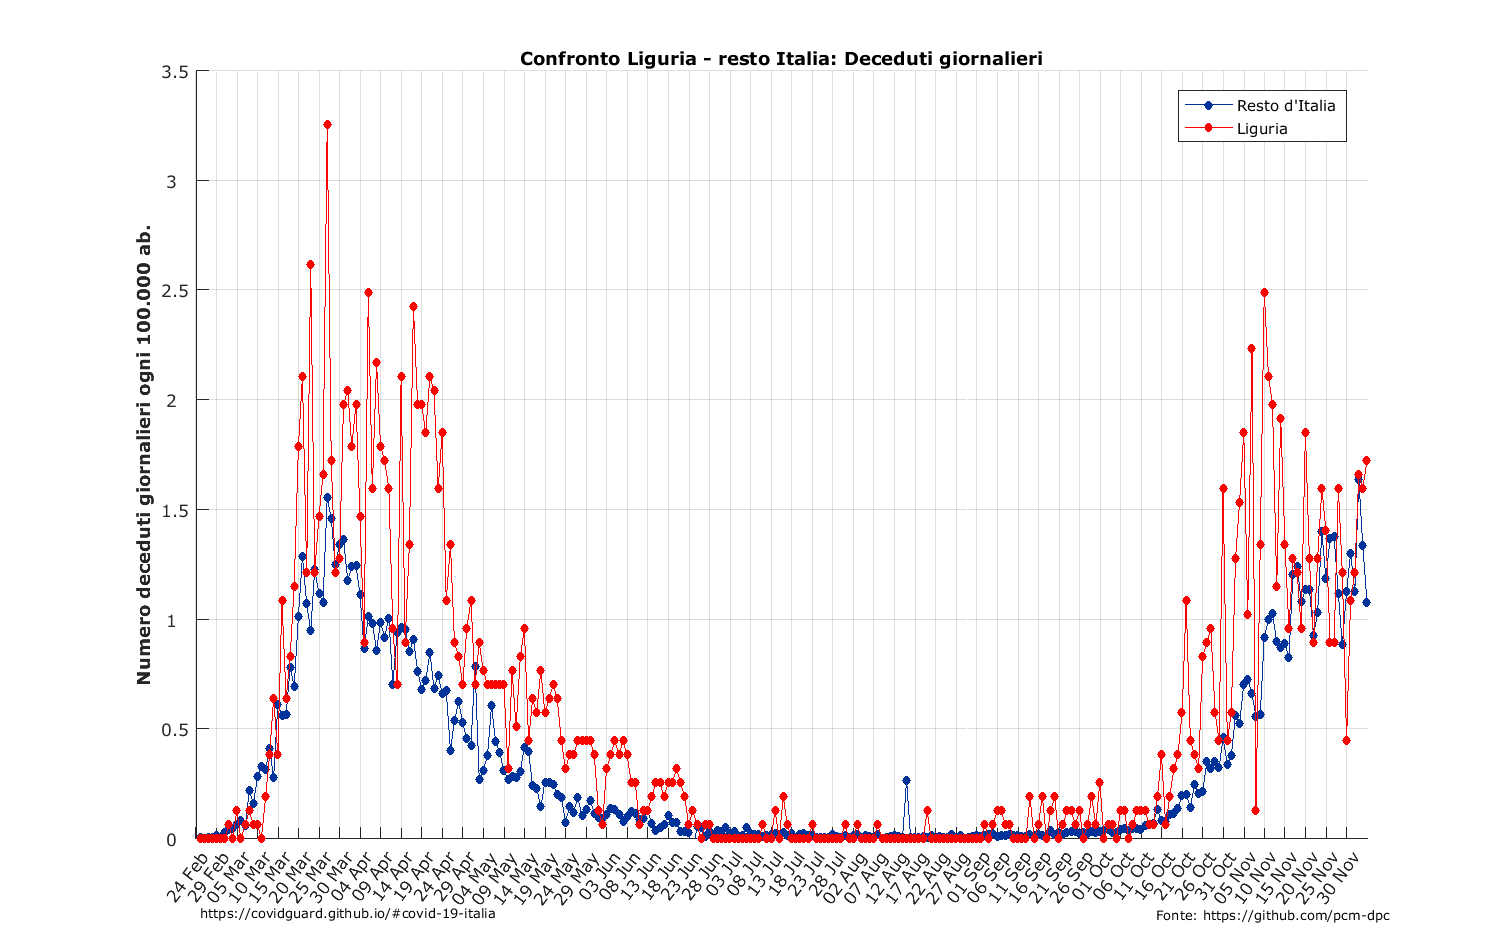 Confronto Liguria - resto Italia: Deceduti giornalieri
Resto d'Italia
Liguria
Numero deceduti giornalieri ogni 100.000 ab.
3.5
3
2.5
2
1.5
1
0.5
0
24 Feb
29 Feb
05 Mar
10 Mar
15 Mar
20 Mar
25 Mar
30 Mar
04 Apr
09 Apr
14 Apr
19 Apr
24 Apr
29 Apr
04 May
09 May
14 May
19 May
24 May
29 May
03 Jun
08 Jun
13 Jun
18 Jun
23 Jun
28 Jun
03 Jul
08 Jul
13 Jul
18 Jul
23 Jul
28 Jul
02 Aug
07 Aug
12 Aug
17 Aug
22 Aug
27 Aug
01 Sep
06 Sep
11 Sep
16 Sep
21 Sep
26 Sep
01 Oct
06 Oct
11 Oct
16 Oct
21 Oct
26 Oct
31 Oct
05 Nov
10 Nov
15 Nov
20 Nov
25 Nov
30 Nov
https://covidguard.github.io/#covid-19-italia
Fonte: https://github.com/pcm-dpc